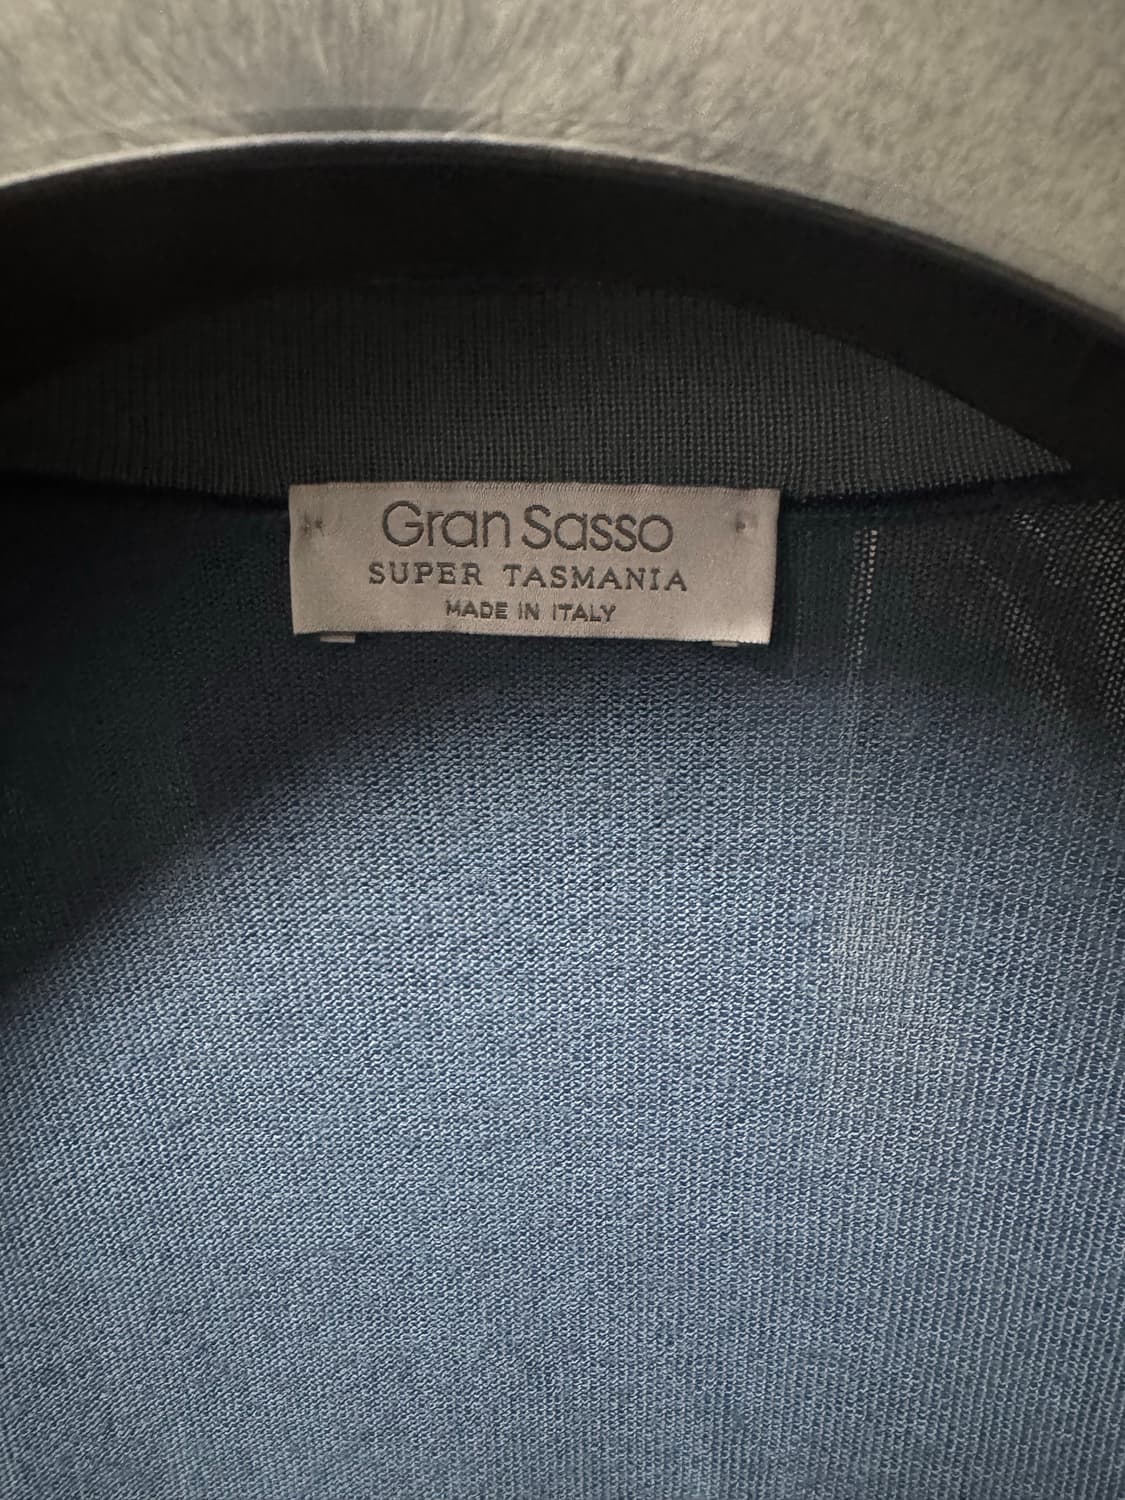 Gran Sasso
SUPER TASMANIA
MADE IN ITALY